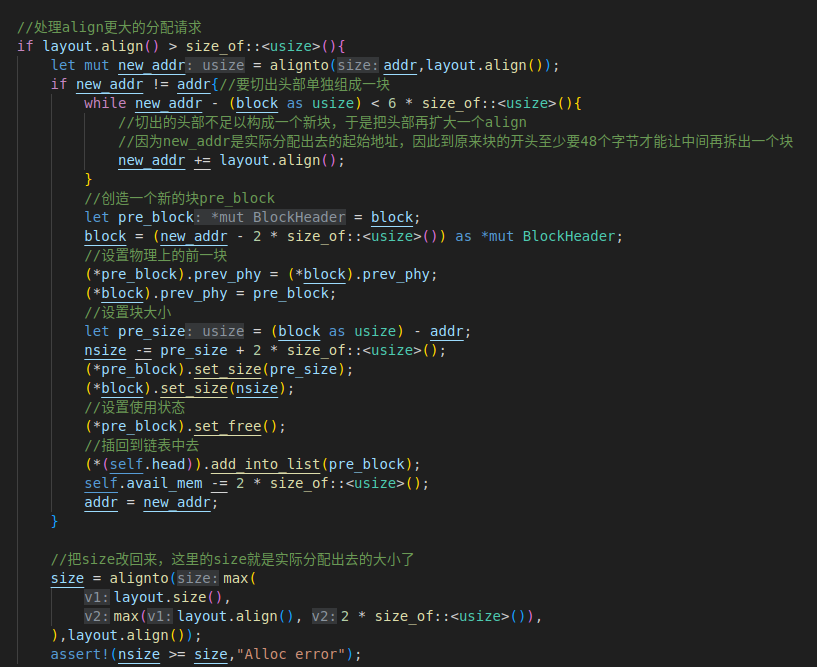 //处理align更大的分配请求
if layout.align() > size_of::<usize>(){
let mut new_addr: usize = alignto(size: addr,layout.align());
if new_addr != addr{//要切出头部单独组成一块
while new_addr - (block as usize) < 6 * size_of::<usize>(){
//切出的头部不足以构成一个新块，于是把头部再扩大一个align
//因为new_addr是实际分配出去的起始地址，因此到原来块的开头至少要48个字节才能让中间再拆出一个块
new_addr += layout.align();
}
//创造一个新的块pre_block
let pre_block: *mut BlockHeader = block;
block = (new_addr - 2 * size_of::<usize>()) as *mut BlockHeader;
//设置物理上的前一块
(*pre_block).prev_phy = (*block).prev_phy;
(*block).prev_phy = pre_block;
//设置块大小
let pre_size: usize = (block as usize) - addr;
nsize -= pre_size + 2 * size_of::<usize>();
(*pre_block).set_size(pre_size);
(*block).set_size(nsize);
//设置使用状态
(*pre_block).set_free();
//插回到链表中去
(*(self.head)).add_into_list(pre_block);
self.avail_mem -= 2 * size_of::<usize>();
addr = new_addr;
}
//把size改回来，这里的size就是实际分配出去的大小了
size = alignto(size: max(
v1: layout.size(),
v2: max(v1: layout.align(), v2: 2 * size_of::<usize>()),
),layout.align());
assert!(nsize >= size,"Alloc error");